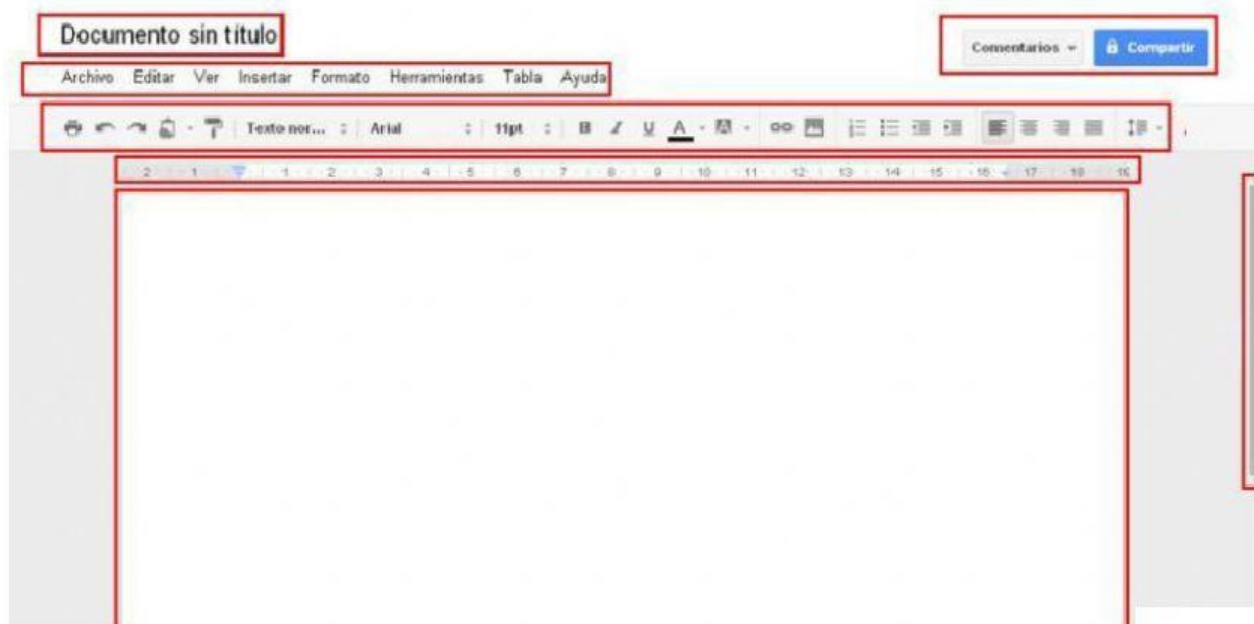 Documento sin título
Comentarios Compartir
Archivo Editar Ver Insertar Formato Herramientas Tabla Ayuda
Texto nor... Arial 11pt B I U A A
2 1 1 2 3 4 5 6 7 8 9 10 11 12 13 14 15 16 17 18